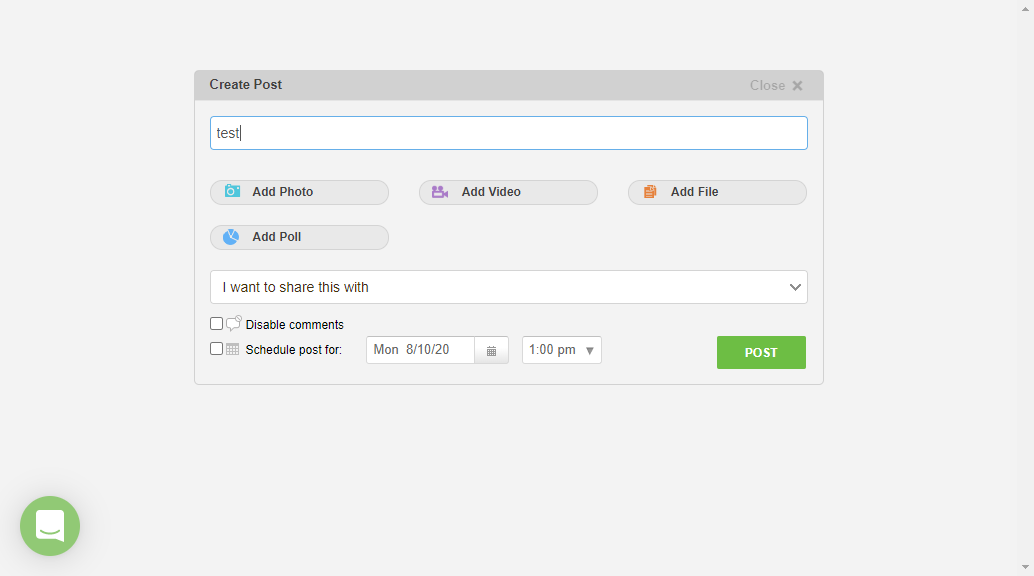 Create Post Close
test
Add Photo Add Video Add File
Add Poll
I want to share this with
Disable comments
Schedule post for: Mon 8/10/20 1:00 pm POST